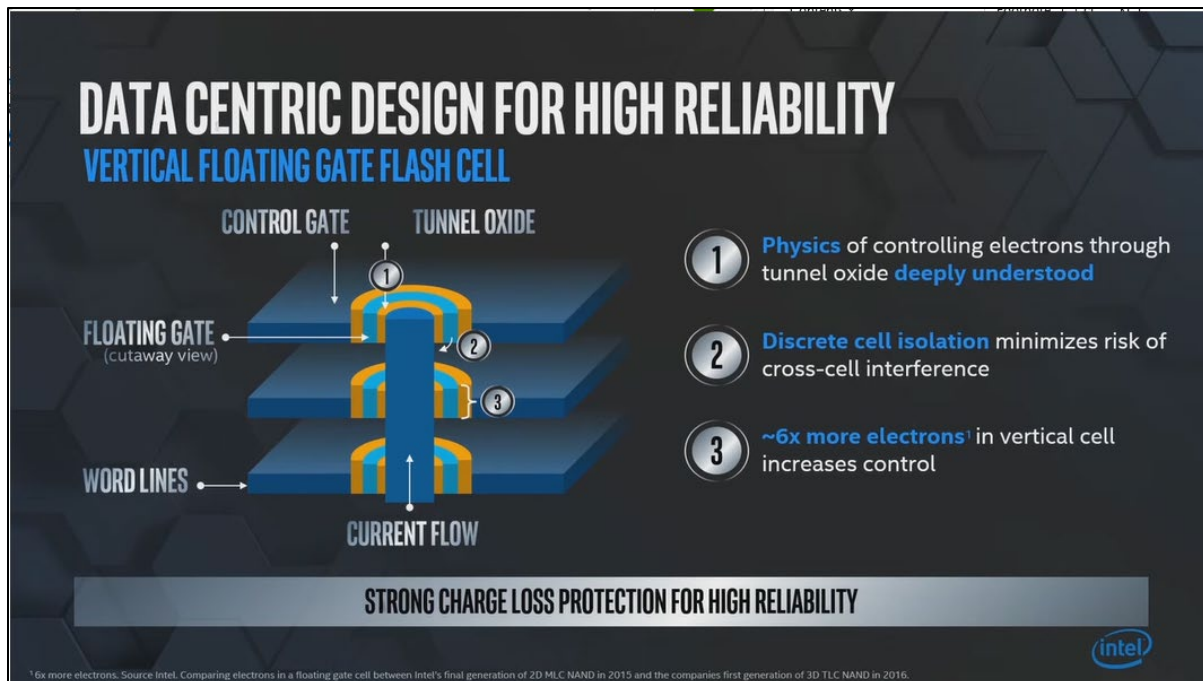 DATA CENTRIC DESIGN FOR HIGH RELIABILITY
VERTICAL FLOATING GATE FLASH CELL
CONTROL GATE
TUNNEL OXIDE
1
FLOATING GATE
(cutaway view)
2
3
WORD LINES
CURRENT FLOW
1
Physics of controlling electrons through
tunnel oxide deeply understood
2
Discrete cell isolation minimizes risk of
cross-cell interference
3
~6x more electrons¹ in vertical cell
increases control
STRONG CHARGE LOSS PROTECTION FOR HIGH RELIABILITY
intel
¹ 6x more electrons. Source Intel. Comparing electrons in a floating gate cell between Intel's final generation of 2D MLC NAND in 2015 and the companies first generation of 3D TLC NAND in 2016.